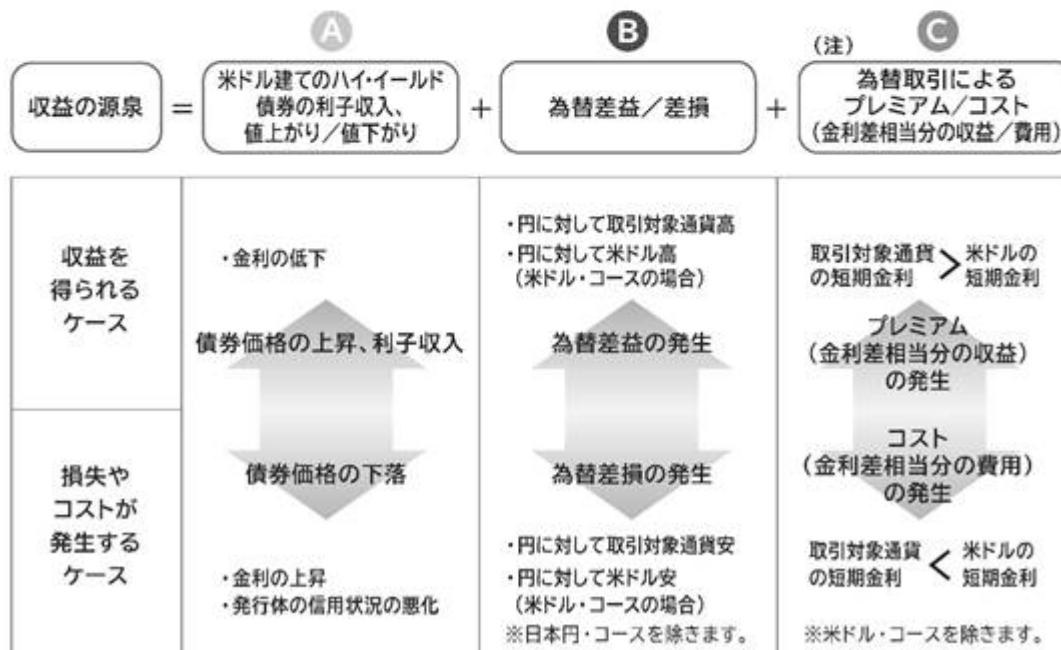 A
B
(注)
C
収益の源泉
=
米ドル建てのハイ・イールド
債券の利子収入、
値上がり/値下がり
+
為替差益/差損
+
為替取引による
プレミアム/コスト
(金利差相当分の収益/費用)
収益を
得られる
ケース
・金利の低下
債券価格の上昇、利子収入
・円に対して取引対象通貨高
・円に対して米ドル高
(米ドル・コースの場合)
為替差益の発生
取引対象通貨
の短期金利
>
米ドルの
短期金利
プレミアム
(金利差相当分の収益)
の発生
損失や
コストが
発生する
ケース
債券価格の下落
・金利の上昇
・発行体の信用状況の悪化
為替差損の発生
・円に対して取引対象通貨安
・円に対して米ドル安
(米ドル・コースの場合)
※日本円・コースを除きます。
コスト
(金利差相当分の費用)
の発生
取引対象通貨
の短期金利
<
米ドルの
短期金利
※米ドル・コースを除きます。